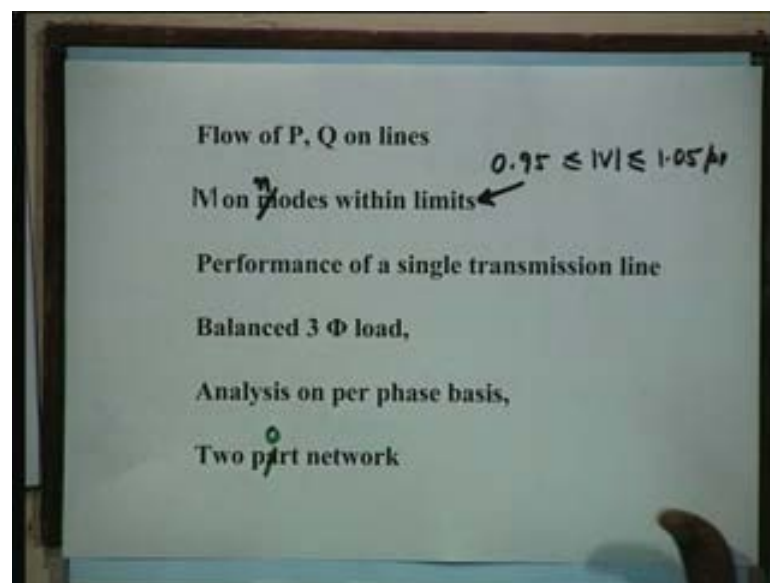 Flow of P, Q on lines
0.95 ≤ |V| ≤ 1.05 pu
|V| on nodes within limits
Performance of a single transmission line
Balanced 3 Φ load,
Analysis on per phase basis,
Two port network